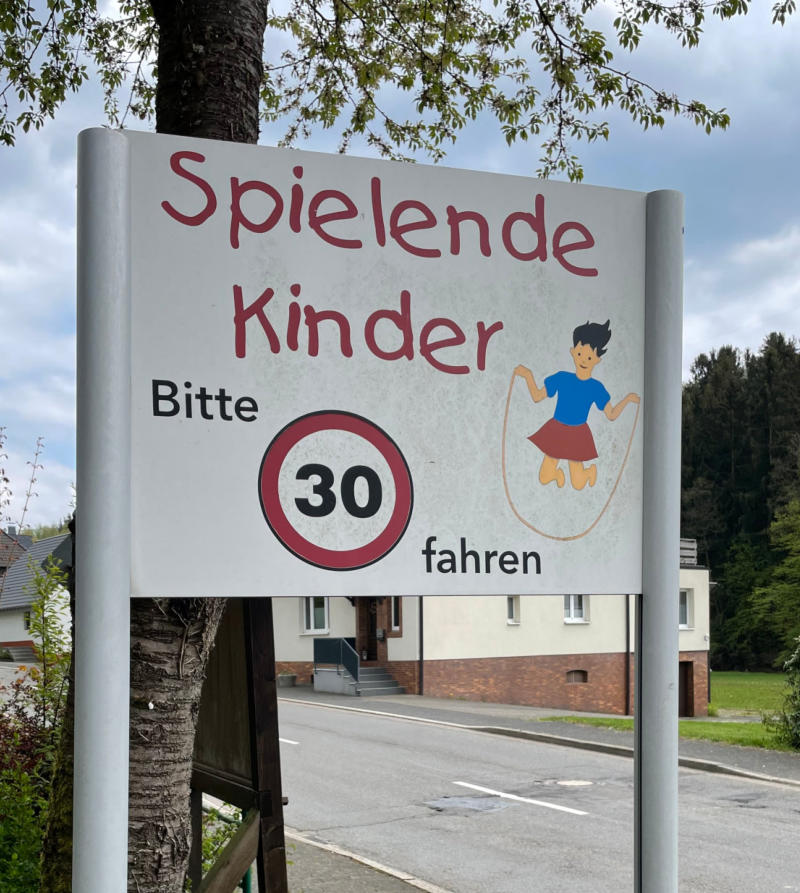 Spielende
Kinder
Bitte
30
fahren